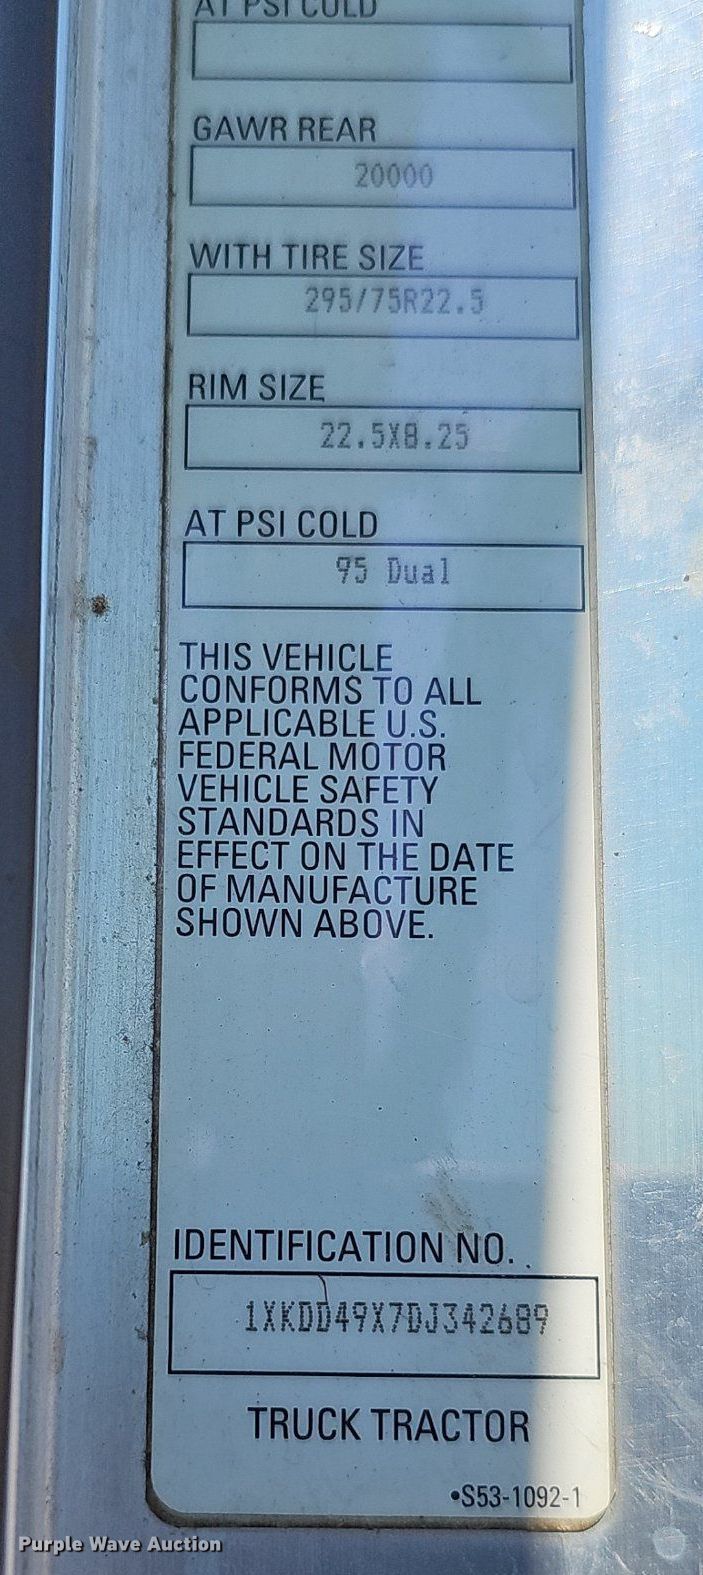 AT PSI COLD
GAWR REAR
20000
WITH TIRE SIZE
295/75R22.5
RIM SIZE
22.5X8.25
AT PSI COLD
95 Dual
THIS VEHICLE
CONFORMS TO ALL
APPLICABLE U.S.
FEDERAL MOTOR
VEHICLE SAFETY
STANDARDS IN
EFFECT ON THE DATE
OF MANUFACTURE
SHOWN ABOVE.
IDENTIFICATION NO.
1XKDD49X7DJ342689
TRUCK TRACTOR
•S53-1092-1
Purple Wave Auction